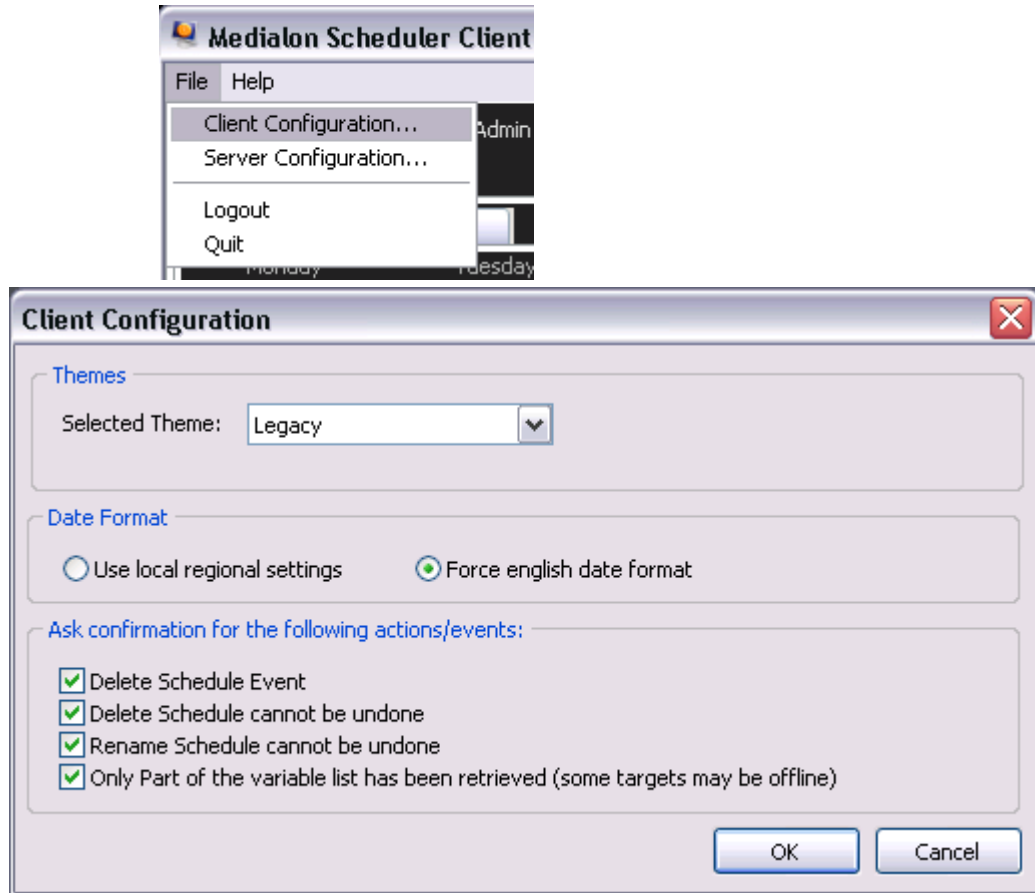 Medialon Scheduler Client
File Help
Client Configuration...
Admin
Server Configuration...
Logout
Quit
Monday Tuesday
Client Configuration
Themes
Selected Theme: Legacy
Date Format
Use local regional settings Force english date format
Ask confirmation for the following actions/events:
Delete Schedule Event
Delete Schedule cannot be undone
Rename Schedule cannot be undone
Only Part of the variable list has been retrieved (some targets may be offline)
OK Cancel